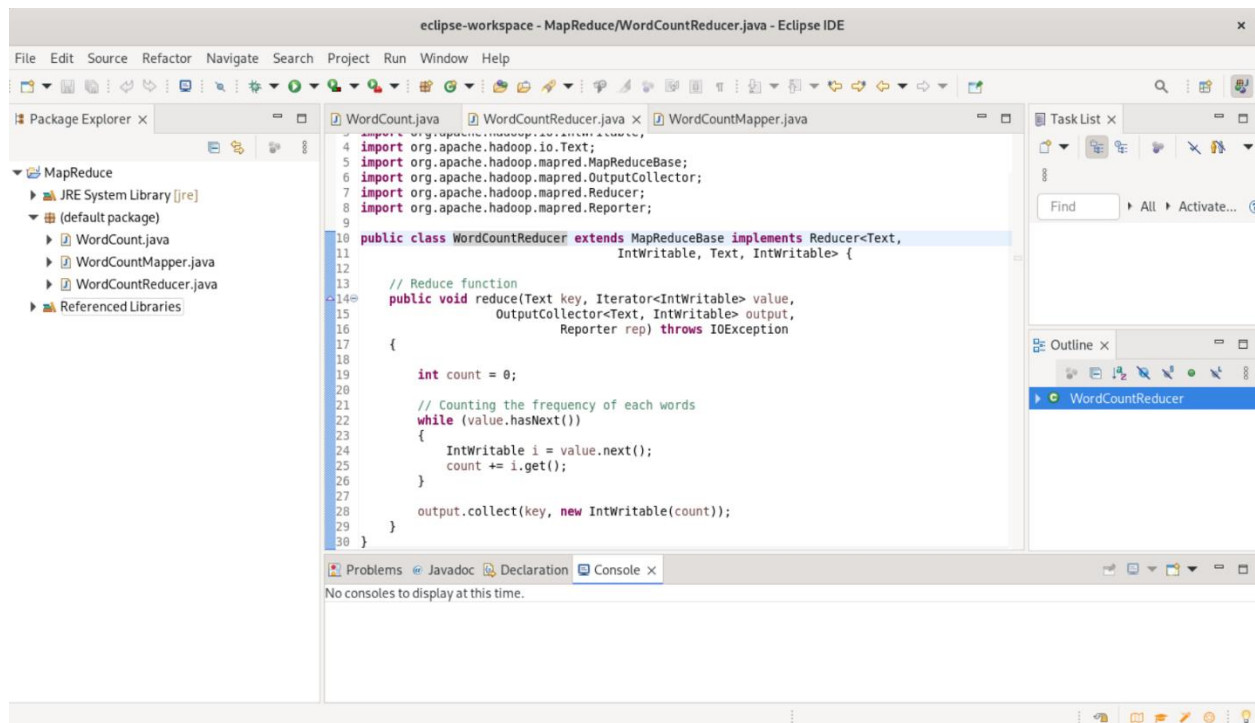 eclipse-workspace - MapReduce/WordCountReducer.java - Eclipse IDE
File Edit Source Refactor Navigate Search Project Run Window Help
Package Explorer
MapReduce
JRE System Library [jre]
(default package)
WordCount.java
WordCountMapper.java
WordCountReducer.java
Referenced Libraries
WordCount.java WordCountReducer.java WordCountMapper.java
3 import org.apache.hadoop.io.IntWritable;
4 import org.apache.hadoop.io.Text;
5 import org.apache.hadoop.mapred.MapReduceBase;
6 import org.apache.hadoop.mapred.OutputCollector;
7 import org.apache.hadoop.mapred.Reducer;
8 import org.apache.hadoop.mapred.Reporter;
9
10 public class WordCountReducer extends MapReduceBase implements Reducer<Text,
11 IntWritable, Text, IntWritable> {
12
13 // Reduce function
14 public void reduce(Text key, Iterator<IntWritable> value,
15 OutputCollector<Text, IntWritable> output,
16 Reporter rep) throws IOException
17 {
18
19 int count = 0;
20
21 // Counting the frequency of each words
22 while (value.hasNext())
23 {
24 IntWritable i = value.next();
25 count += i.get();
26 }
27
28 output.collect(key, new IntWritable(count));
29 }
30 }
Problems Javadoc Declaration Console
No consoles to display at this time.
Task List
Find All Activate...
Outline
WordCountReducer